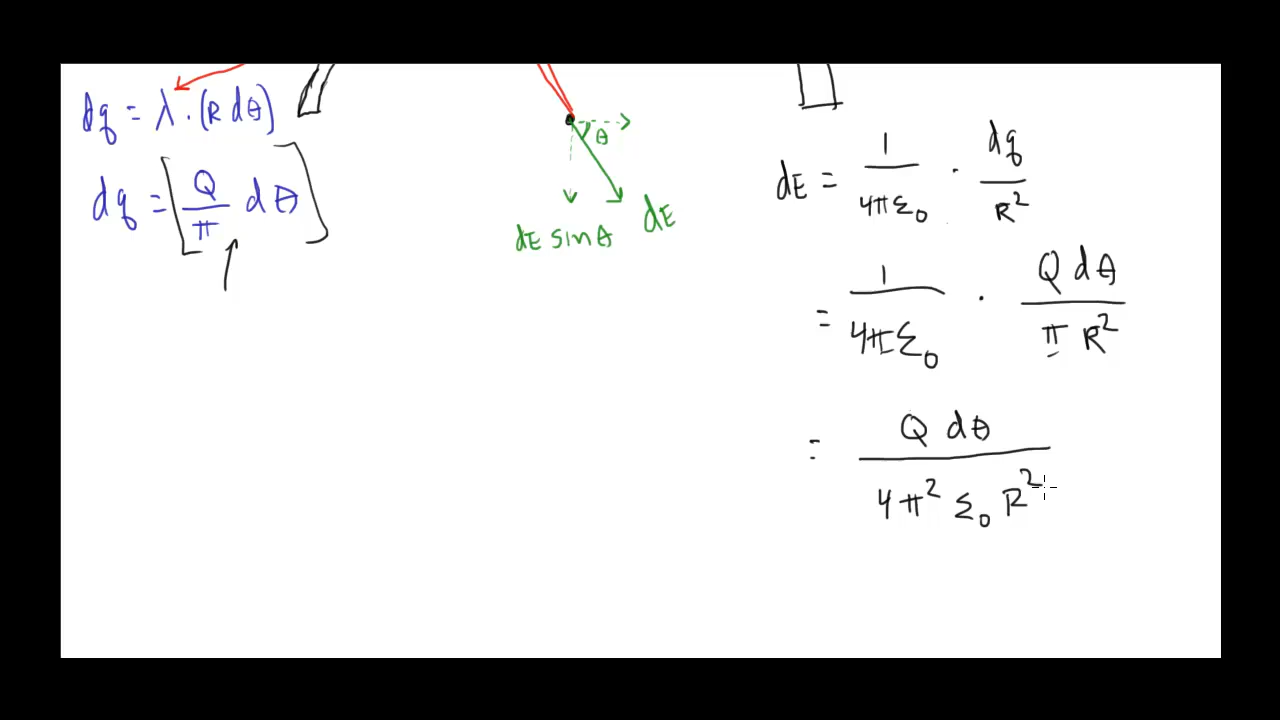 dq = λ · (R dθ)
dq = [Q/π dθ]
θ
dE
dE sin θ
dE = 1/(4πε₀) · dq/R²
= 1/(4πε₀) · Q dθ/(π R²)
= Q dθ/(4π² ε₀ R²)